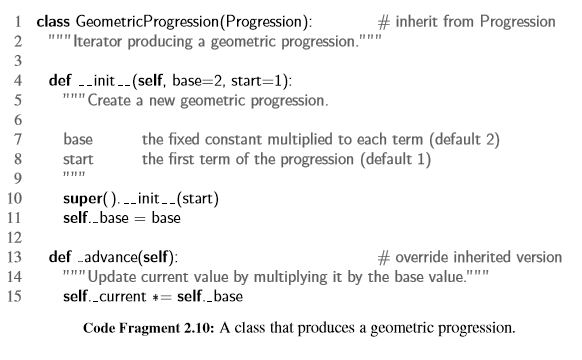 1 class GeometricProgression(Progression): # inherit from Progression
2 """Iterator producing a geometric progression."""
3
4 def __init__(self, base=2, start=1):
5 """Create a new geometric progression.
6
7 base the fixed constant multiplied to each term (default 2)
8 start the first term of the progression (default 1)
9 """
10 super().__init__(start)
11 self._base = base
12
13 def _advance(self): # override inherited version
14 """Update current value by multiplying it by the base value."""
15 self._current *= self._base
Code Fragment 2.10: A class that produces a geometric progression.